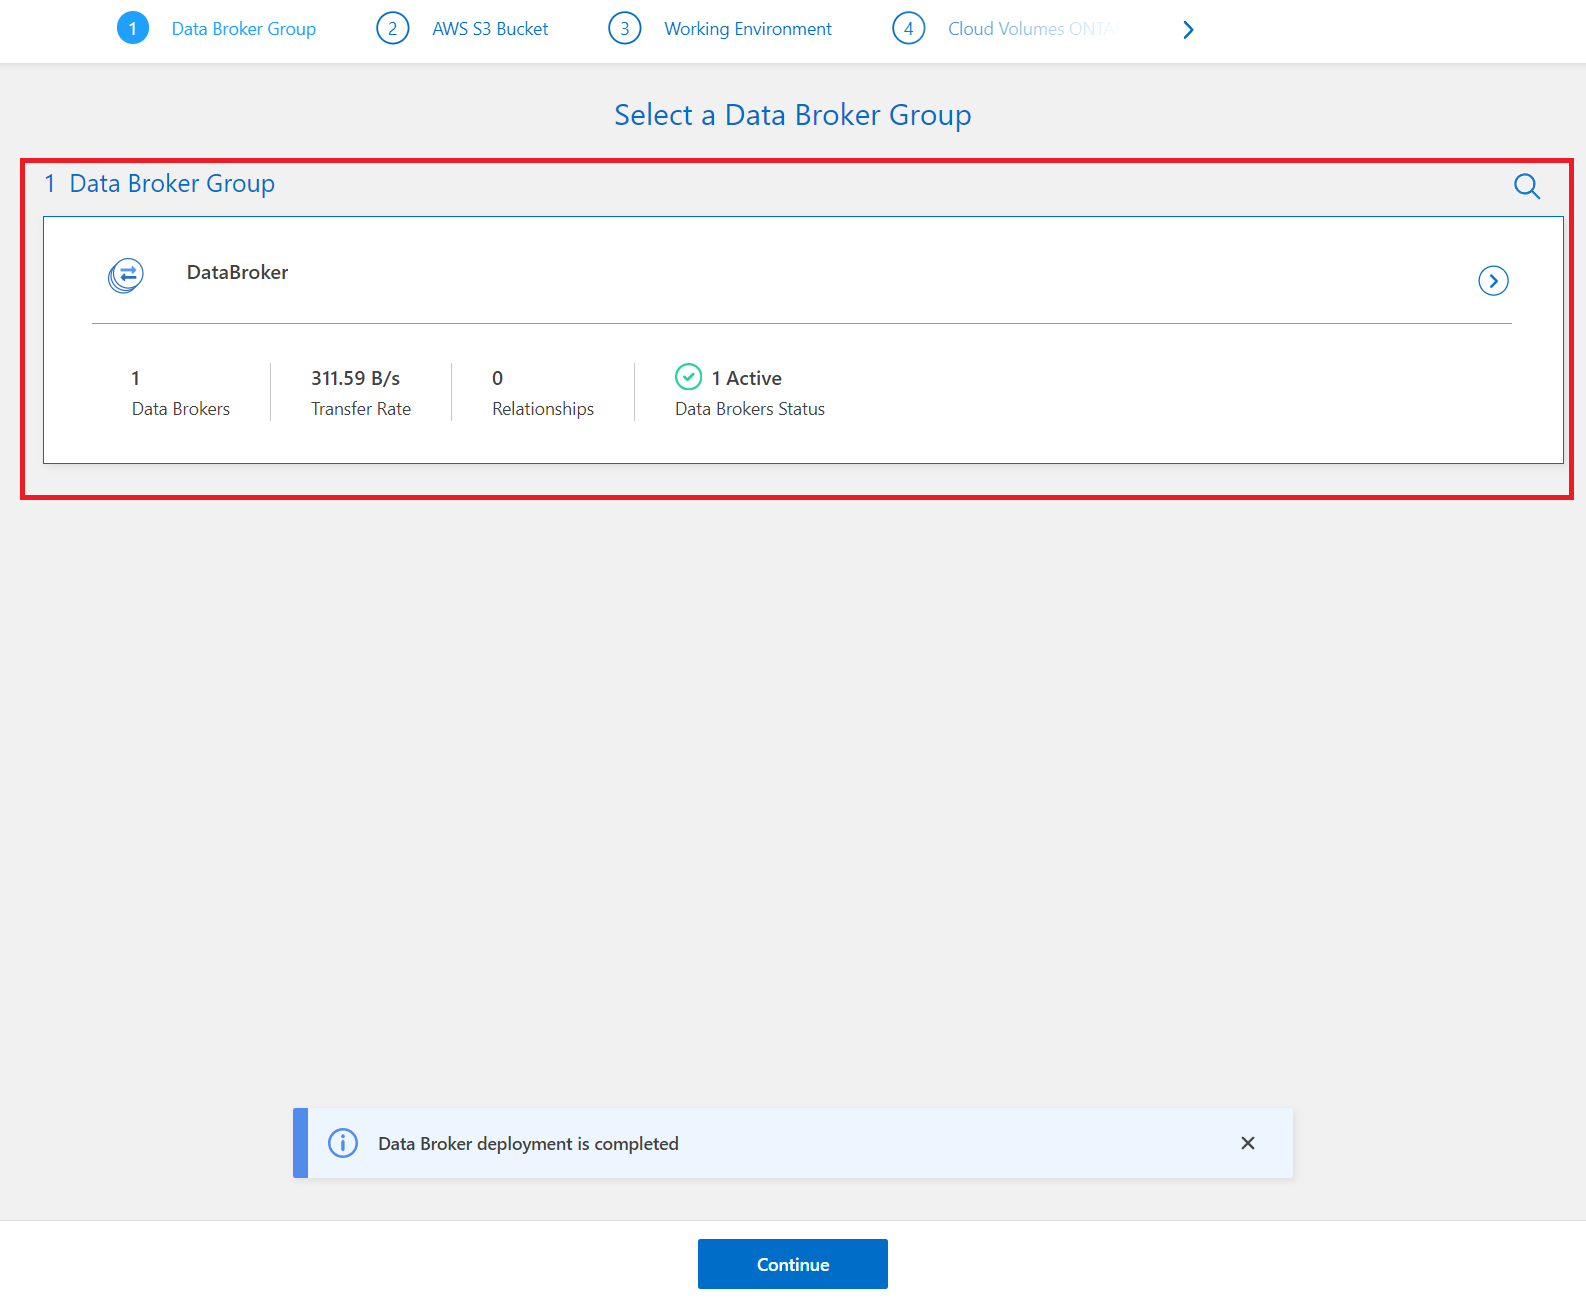 1 Data Broker Group 2 AWS S3 Bucket 3 Working Environment 4 Cloud Volumes
Select a Data Broker Group
1 Data Broker Group
DataBroker
1 311.59 B/s 0 1 Active
Data Brokers Transfer Rate Relationships Data Brokers Status
Data Broker deployment is completed
Continue